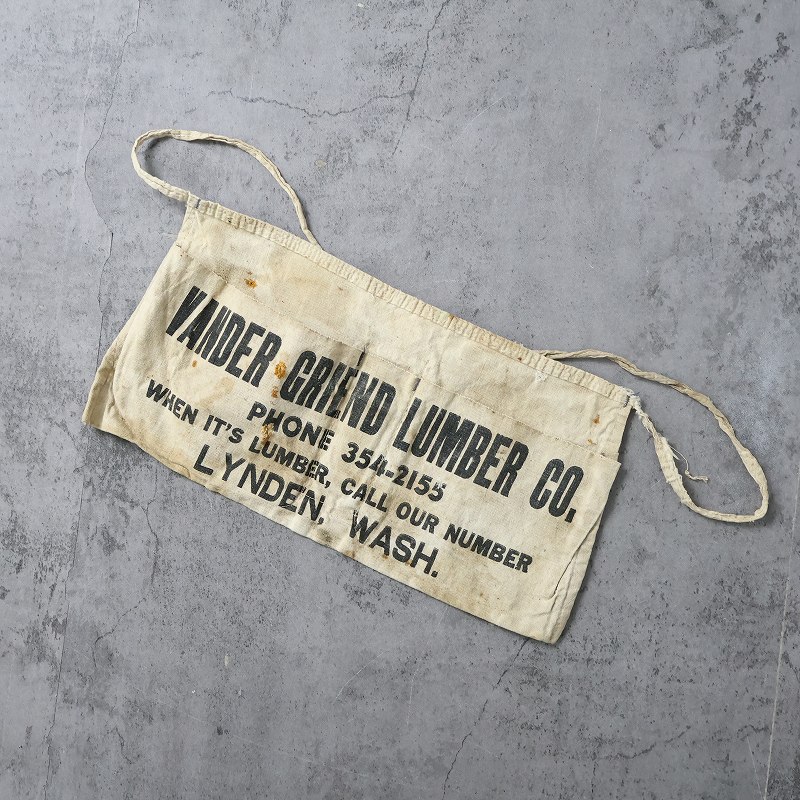 VANDER GRIEND LUMBER CO.
PHONE 354-2155
WHEN IT'S LUMBER, CALL OUR NUMBER
LYNDEN, WASH.